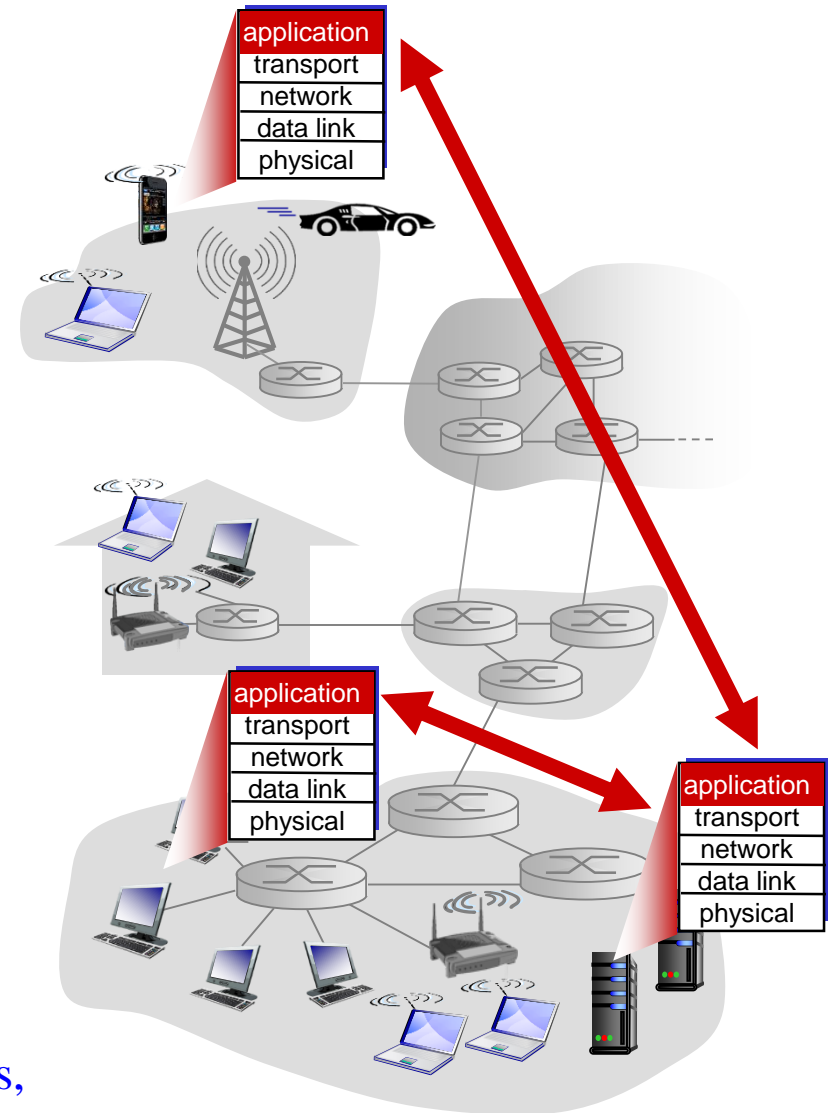 application
transport
network
data link
physical
application
transport
network
data link
physical
application
transport
network
data link
physical
s,